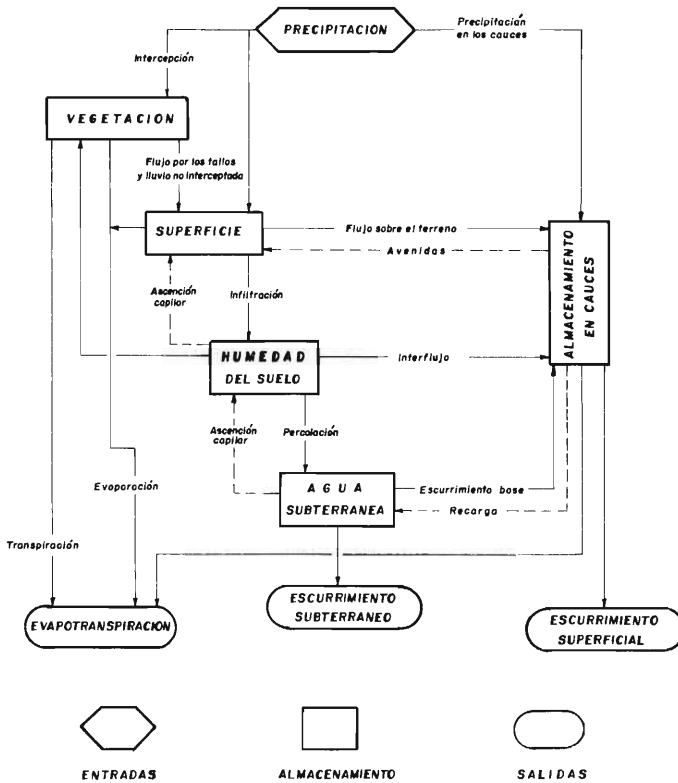 PRECIPITACION
Precipitación
en los cauces
Intercepción
VEGETACION
Flujo por los tallos
y lluvia no interceptada
SUPERFICIE
Flujo sobre el terreno
Avenidas
ALMACENAMIENTO
EN CAUCES
Ascención
capilar
Infiltración
HUMEDAD
DEL SUELO
Interflujo
Ascención
capilar
Percolación
Evaporación
AGUA
SUBTERRANEA
Escurrimiento base
Recarga
Transpiración
EVAPOTRANSPIRACION
ESCURRIMIENTO
SUBTERRANEO
ESCURRIMIENTO
SUPERFICIAL
ENTRADAS
ALMACENAMIENTO
SALIDAS